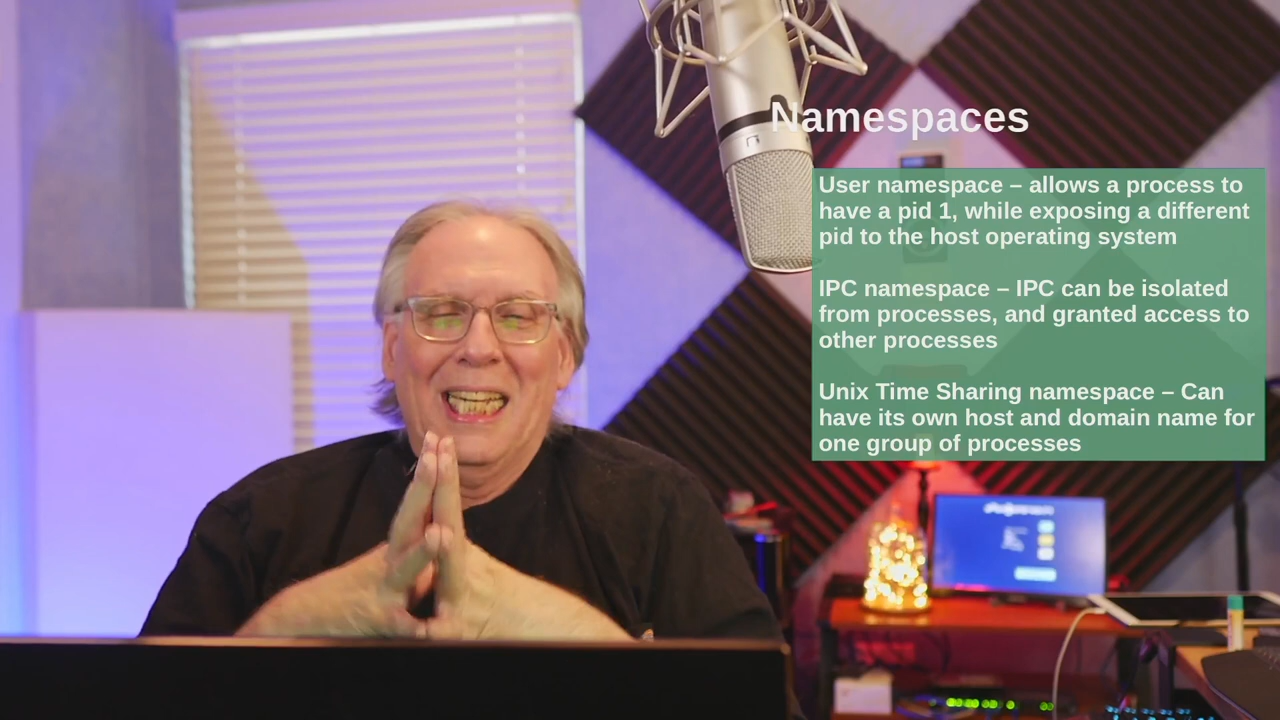 Namespaces
User namespace – allows a process to
have a pid 1, while exposing a different
pid to the host operating system
IPC namespace – IPC can be isolated
from processes, and granted access to
other processes
Unix Time Sharing namespace – Can
have its own host and domain name for
one group of processes